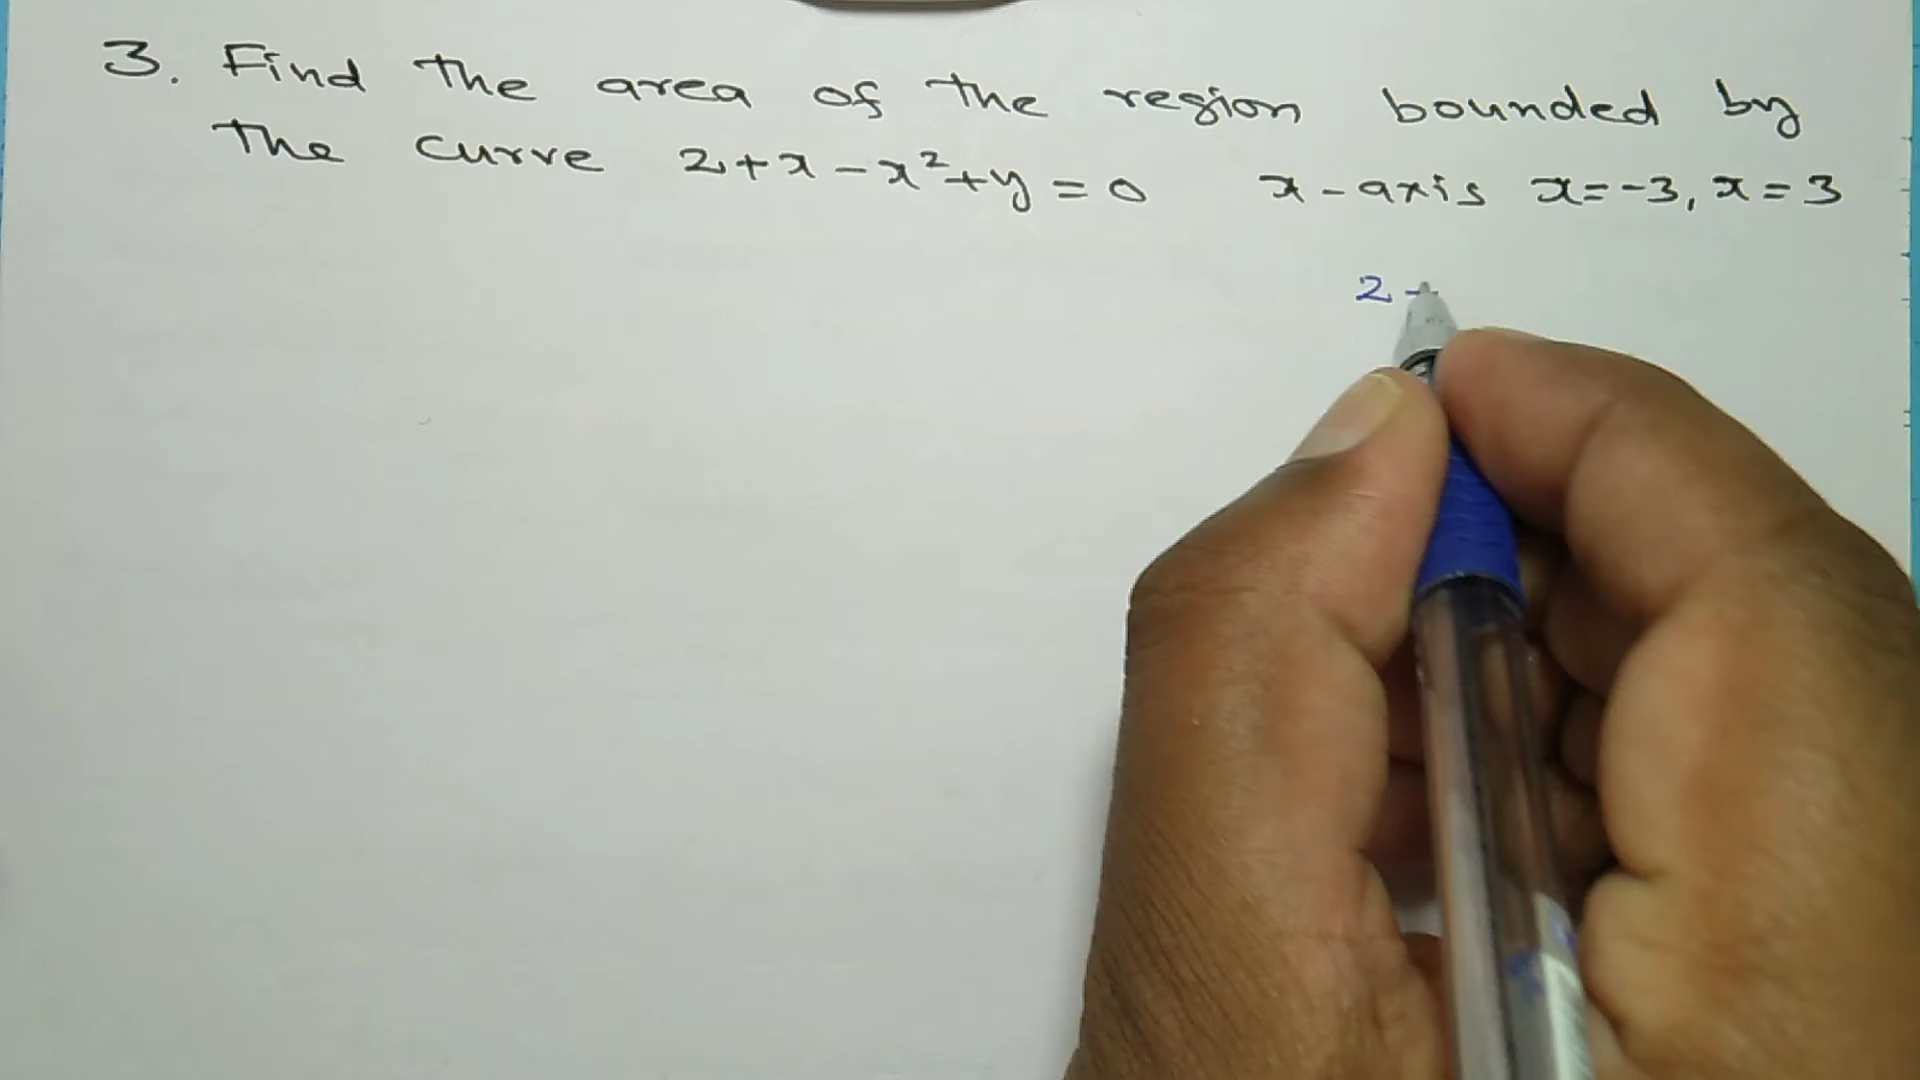 3. Find the area of the region bounded by
the curve 2+x-x²+y=0 x-axis x=-3, x=3
2+